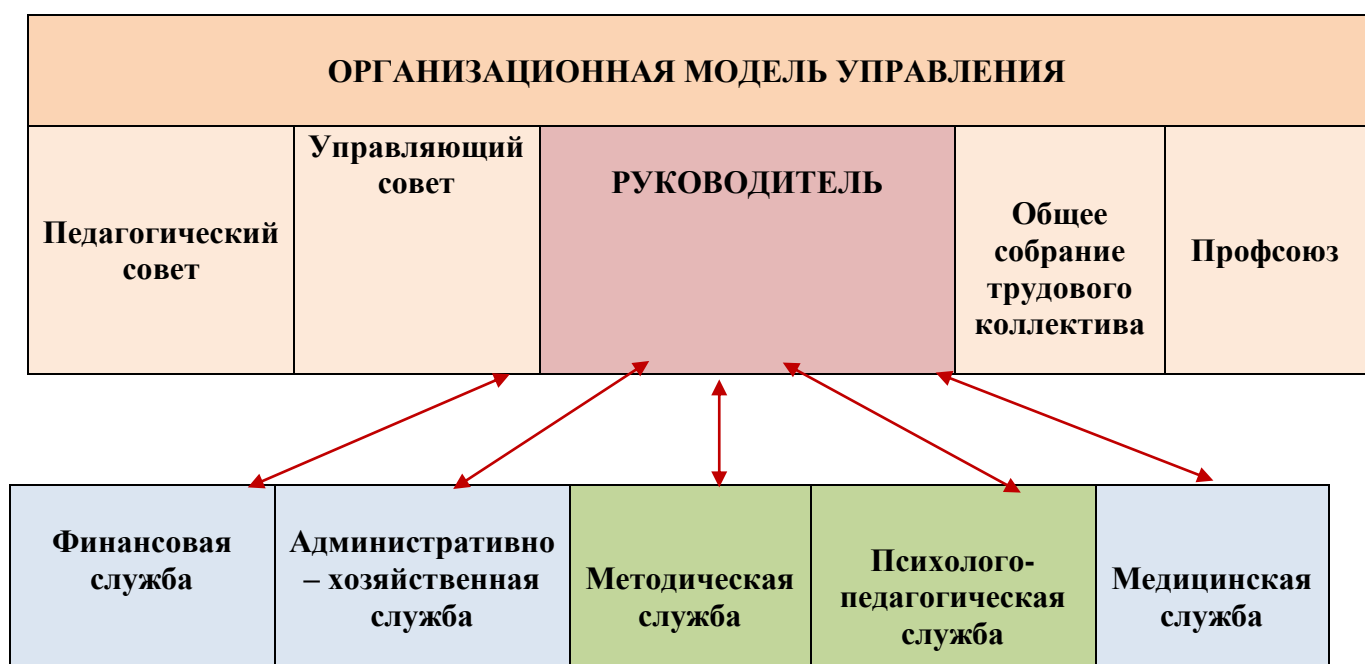 ОРГАНИЗАЦИОННАЯ МОДЕЛЬ УПРАВЛЕНИЯ
Педагогический
совет
Управляющий
совет
РУКОВОДИТЕЛЬ
Общее
собрание
трудового
коллектива
Профсоюз
Финансовая
служба
Административно
– хозяйственная
служба
Методическая
служба
Психолого-
педагогическая
служба
Медицинская
служба